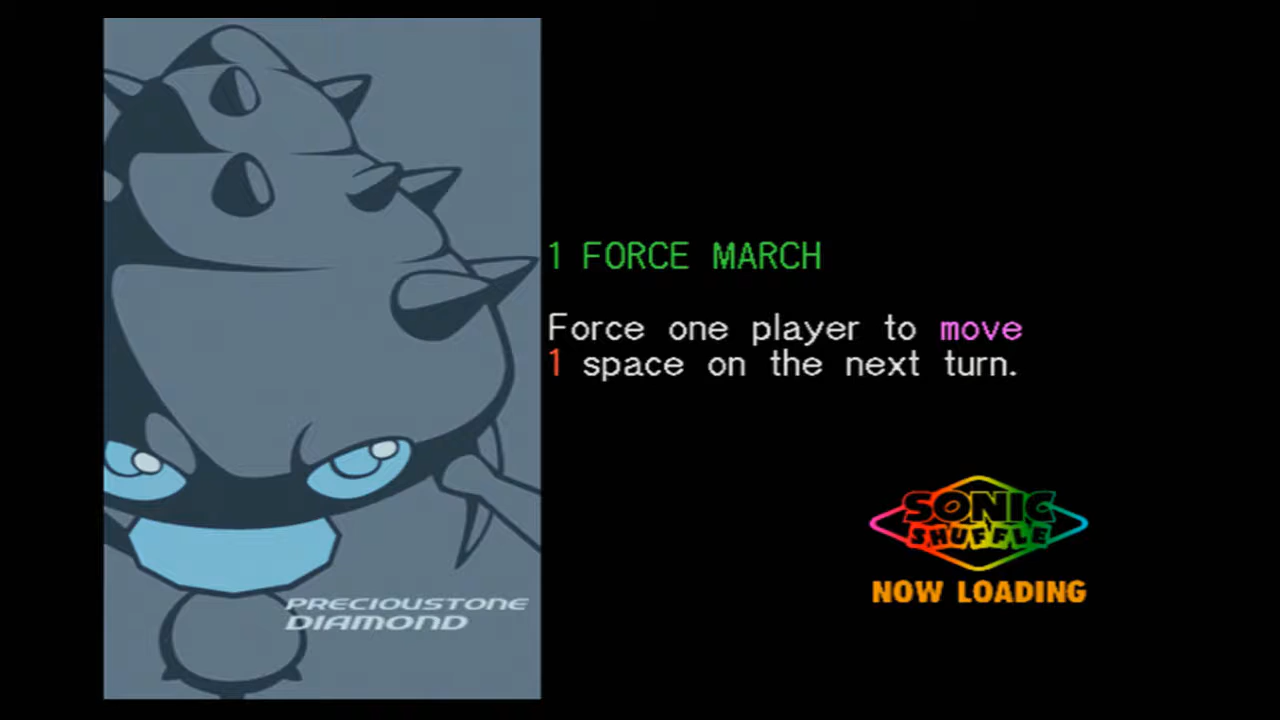 1 FORCE MARCH
Force one player to move
1 space on the next turn.
PRECIOUSTONE
DIAMOND
SONIC
SHUFFLE
NOW LOADING